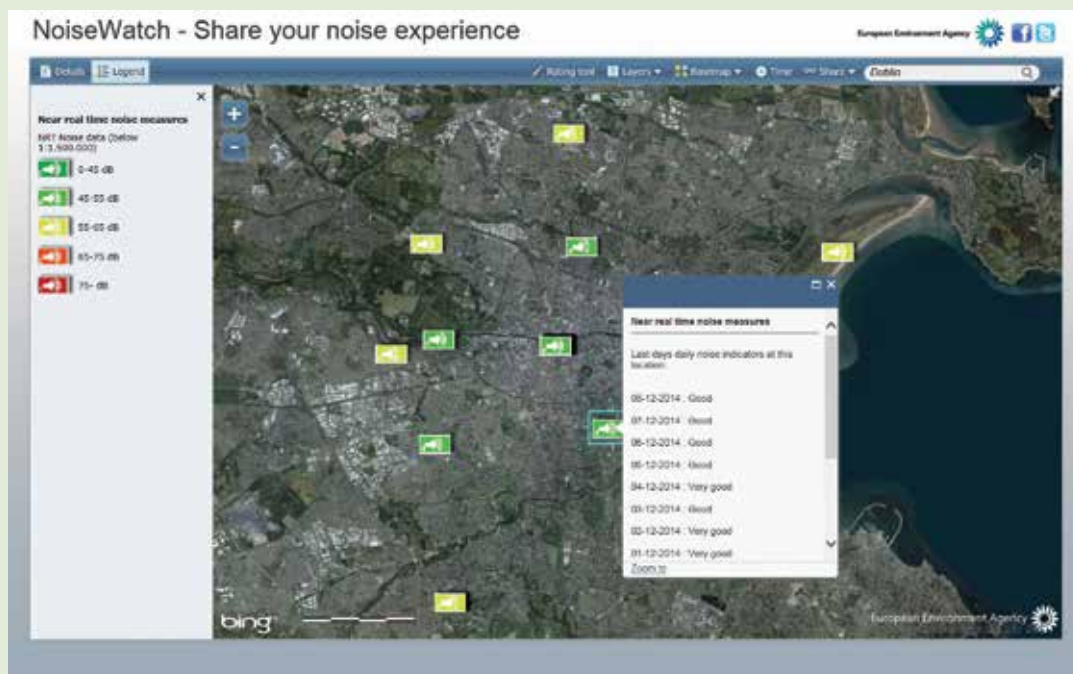 NoiseWatch - Share your noise experience
European Environment Agency
Details
Legend
Rating tool
Layers
Basemap
Time
Share
Dublin
Near real time noise measures
NRT Noise data (below
1:1.500.000)
0-45 dB
45-55 dB
55-65 dB
65-75 dB
75- dB
Near real time noise measures
Last days daily noise indicators at this
location:
08-12-2014 : Good
07-12-2014 : Good
06-12-2014 : Good
05-12-2014 : Good
04-12-2014 : Very good
03-12-2014 : Good
02-12-2014 : Very good
01-12-2014 : Very good
Zoom to
bing
European Environment Agency